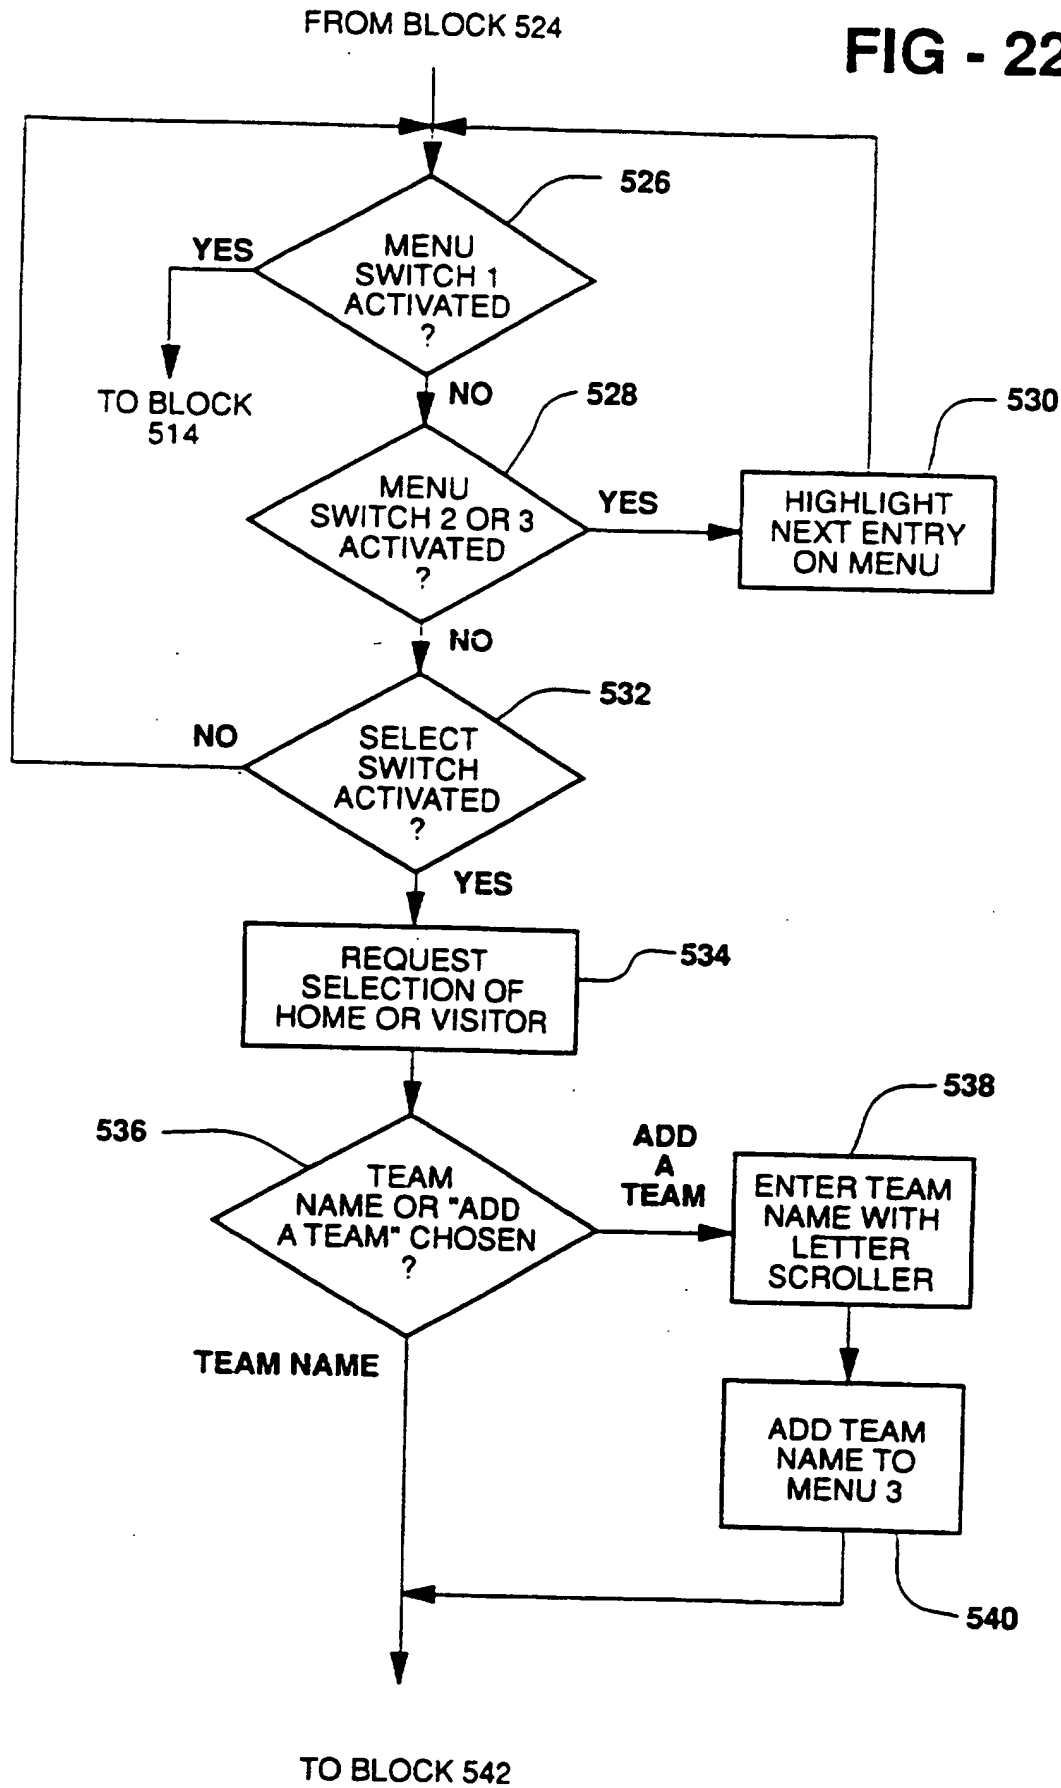 FROM BLOCK 524
FIG - 22
526
YES
MENU
SWITCH 1
ACTIVATED
?
TO BLOCK
514
NO
528
530
MENU
SWITCH 2 OR 3
ACTIVATED
?
YES
HIGHLIGHT
NEXT ENTRY
ON MENU
NO
532
NO
SELECT
SWITCH
ACTIVATED
?
YES
534
REQUEST
SELECTION OF
HOME OR VISITOR
538
536
ADD
A
TEAM
TEAM
NAME OR "ADD
A TEAM" CHOSEN
?
ENTER TEAM
NAME WITH
LETTER
SCROLLER
TEAM NAME
ADD TEAM
NAME TO
MENU 3
540
TO BLOCK 542